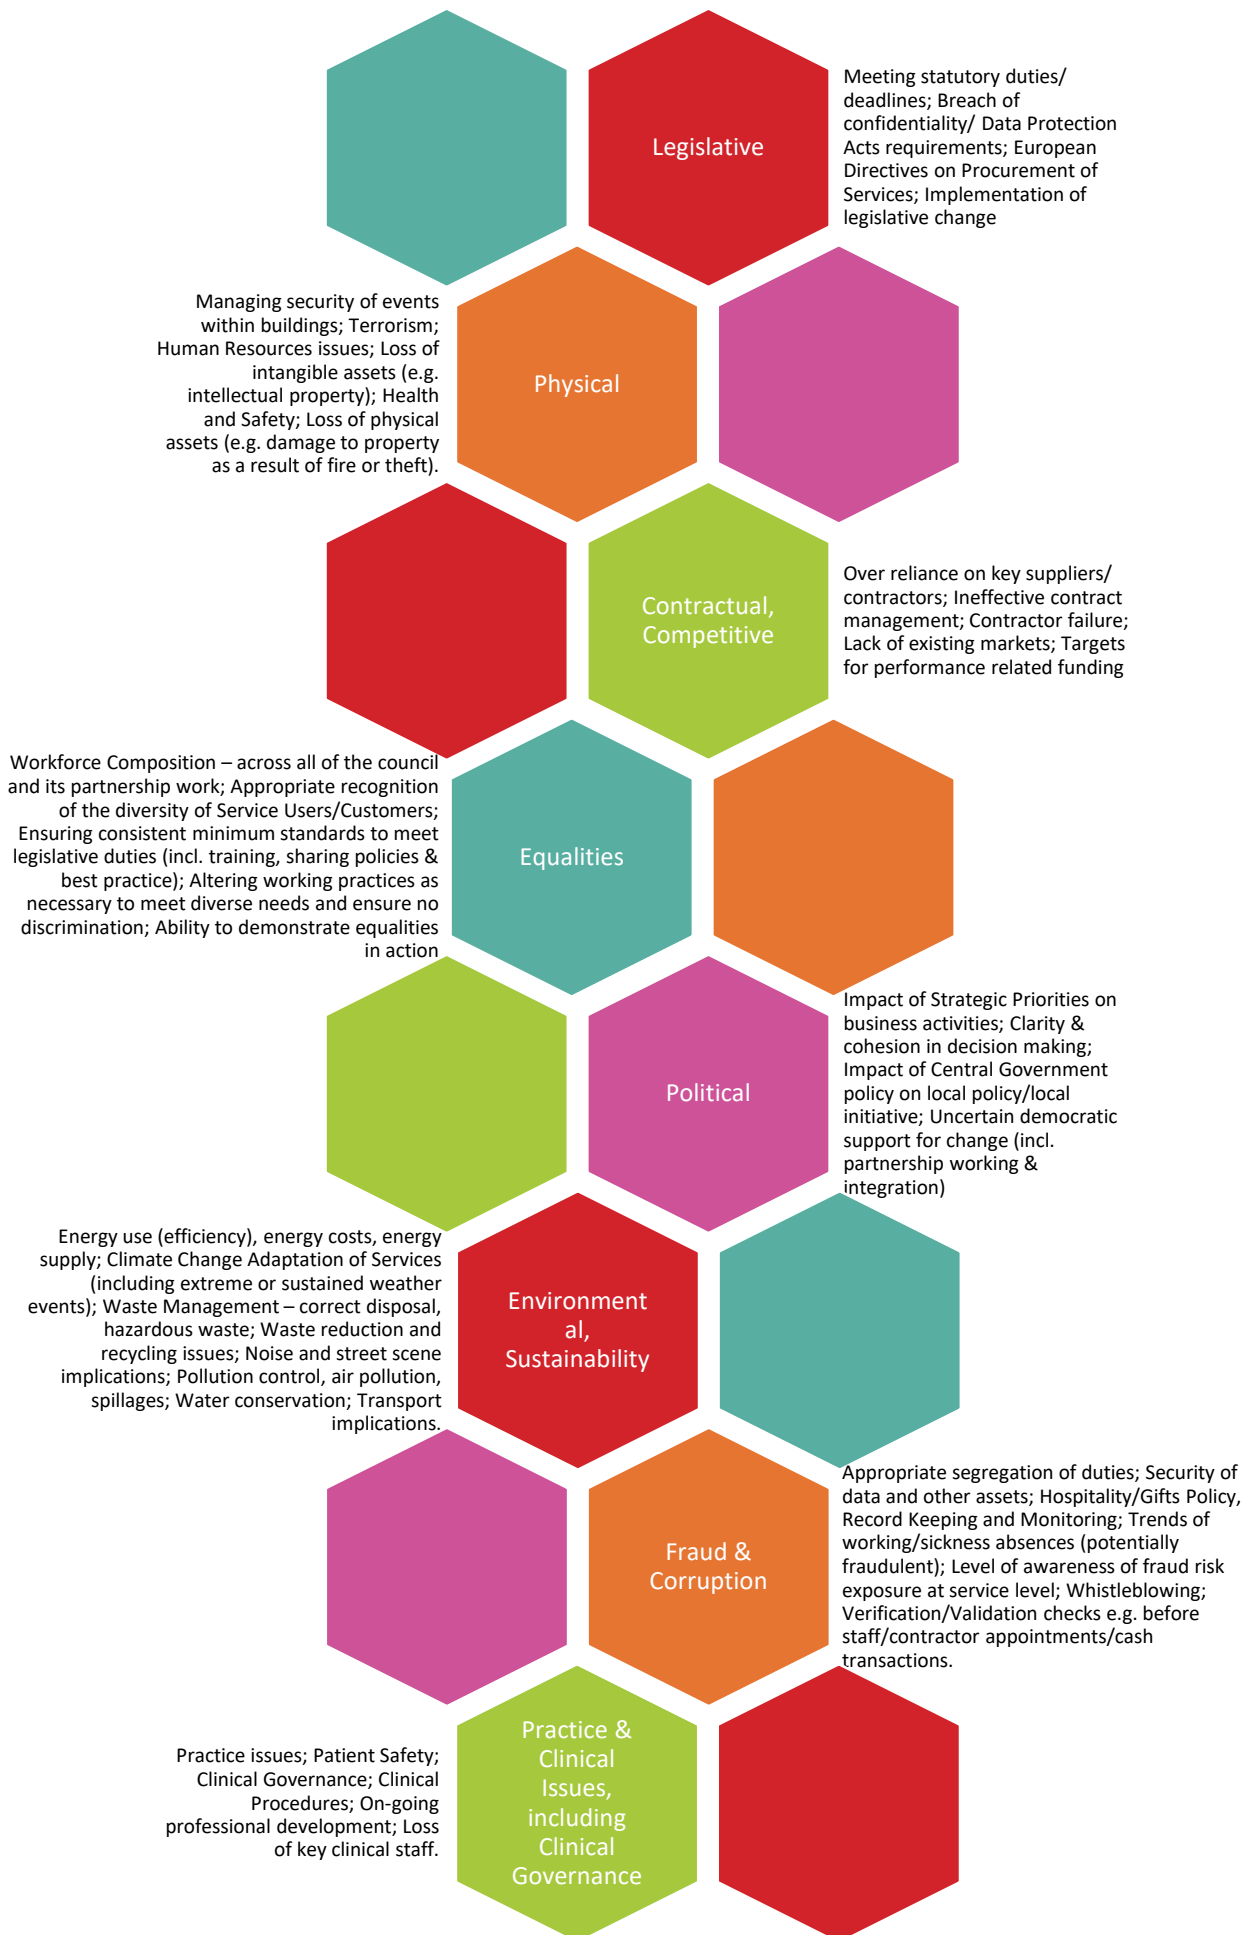 Legislative
Meeting statutory duties/
deadlines; Breach of
confidentiality/ Data Protection
Acts requirements; European
Directives on Procurement of
Services; Implementation of
legislative change
Managing security of events
within buildings; Terrorism;
Human Resources issues; Loss of
intangible assets (e.g.
intellectual property); Health
and Safety; Loss of physical
assets (e.g. damage to property
as a result of fire or theft).
Physical
Contractual,
Competitive
Over reliance on key suppliers/
contractors; Ineffective contract
management; Contractor failure;
Lack of existing markets; Targets
for performance related funding
Workforce Composition – across all of the council
and its partnership work; Appropriate recognition
of the diversity of Service Users/Customers;
Ensuring consistent minimum standards to meet
legislative duties (incl. training, sharing policies &
best practice); Altering working practices as
necessary to meet diverse needs and ensure no
discrimination; Ability to demonstrate equalities
in action
Equalities
Political
Impact of Strategic Priorities on
business activities; Clarity &
cohesion in decision making;
Impact of Central Government
policy on local policy/local
initiative; Uncertain democratic
support for change (incl.
partnership working &
integration)
Energy use (efficiency), energy costs, energy
supply; Climate Change Adaptation of Services
(including extreme or sustained weather
events); Waste Management – correct disposal,
hazardous waste; Waste reduction and
recycling issues; Noise and street scene
implications; Pollution control, air pollution,
spillages; Water conservation; Transport
implications.
Environment
al,
Sustainability
Fraud &
Corruption
Appropriate segregation of duties; Security of
data and other assets; Hospitality/Gifts Policy,
Record Keeping and Monitoring; Trends of
working/sickness absences (potentially
fraudulent); Level of awareness of fraud risk
exposure at service level; Whistleblowing;
Verification/Validation checks e.g. before
staff/contractor appointments/cash
transactions.
Practice issues; Patient Safety;
Clinical Governance; Clinical
Procedures; On-going
professional development; Loss
of key clinical staff.
Practice &
Clinical
Issues,
including
Clinical
Governance